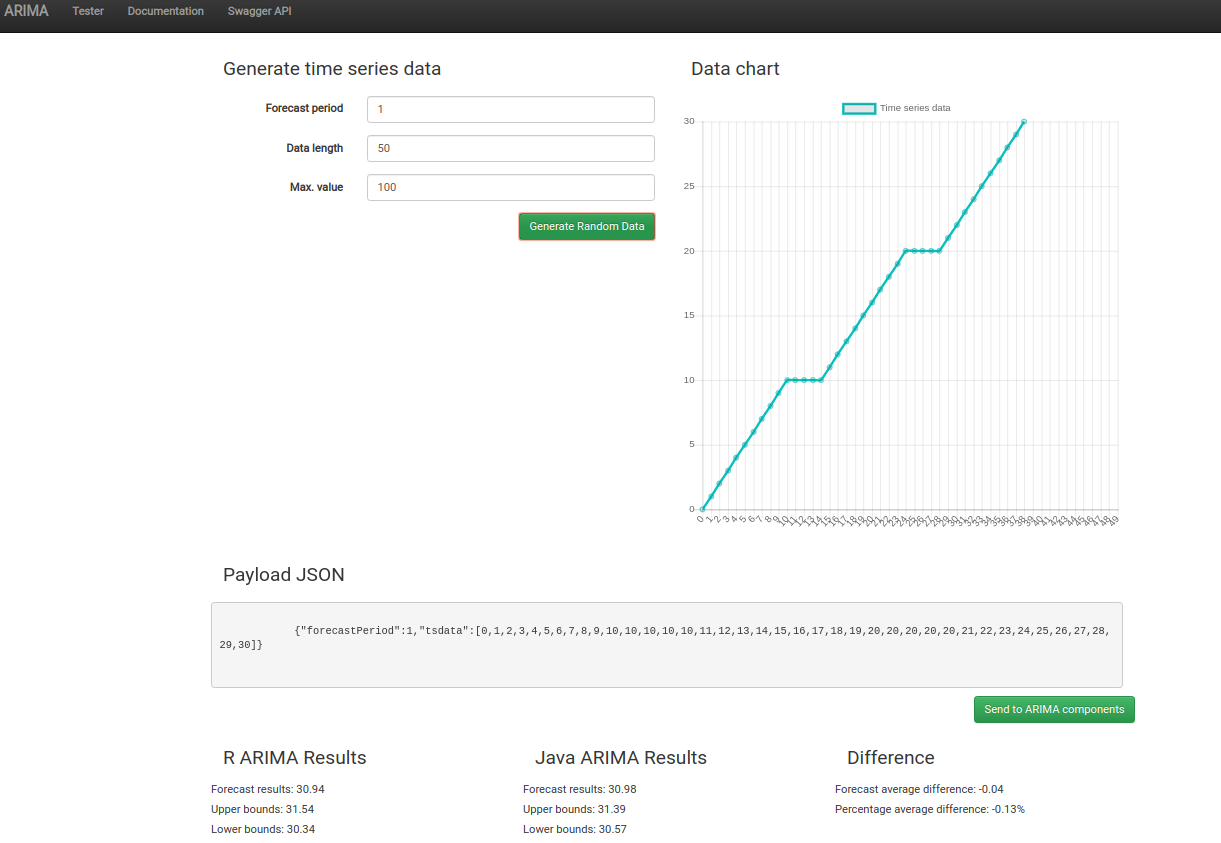 ARIMA Tester Documentation Swagger API
Generate time series data
Forecast period 1
Data length 50
Max. value 100
Generate Random Data
Data chart
Time series data
30
25
20
15
10
5
0
0 1 2 3 4 5 6 7 8 9 10 11 12 13 14 15 16 17 18 19 20 21 22 23 24 25 26 27 28 29 30 31 32 33 34 35 36 37 38 39 40 41 42 43 44 45 46 47 48 49
Payload JSON
{"forecastPeriod":1,"tsdata":[0,1,2,3,4,5,6,7,8,9,10,10,10,10,10,11,12,13,14,15,16,17,18,19,20,20,20,20,20,21,22,23,24,25,26,27,28,
29,30]}
Send to ARIMA components
R ARIMA Results
Forecast results: 30.94
Upper bounds: 31.54
Lower bounds: 30.34
Java ARIMA Results
Forecast results: 30.98
Upper bounds: 31.39
Lower bounds: 30.57
Difference
Forecast average difference: -0.04
Percentage average difference: -0.13%